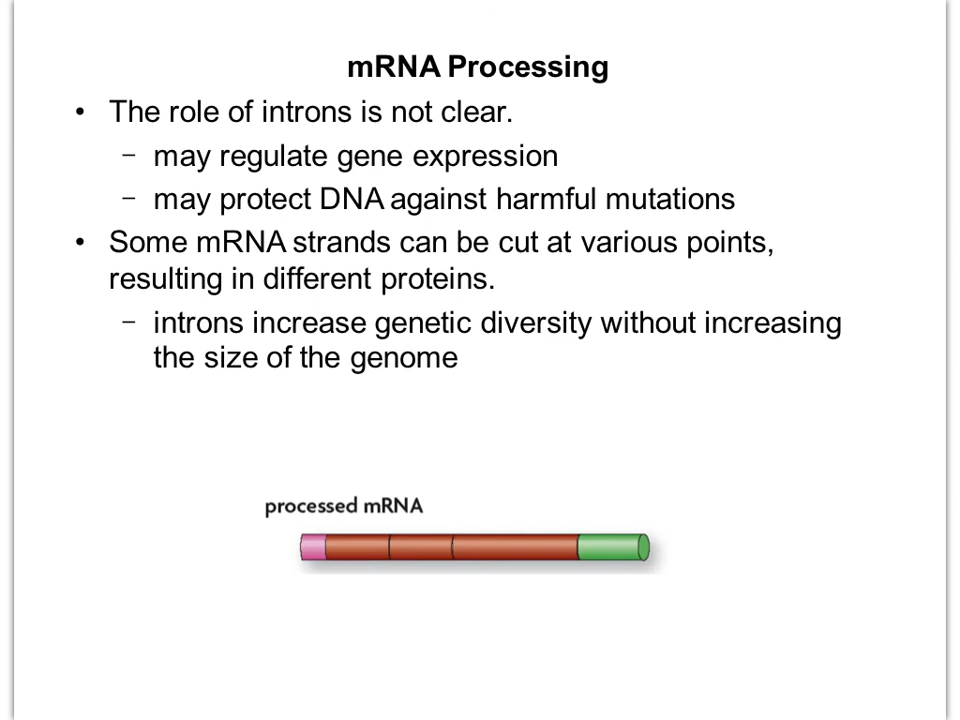 mRNA Processing
• The role of introns is not clear.
– may regulate gene expression
– may protect DNA against harmful mutations
• Some mRNA strands can be cut at various points,
resulting in different proteins.
– introns increase genetic diversity without increasing
the size of the genome
processed mRNA